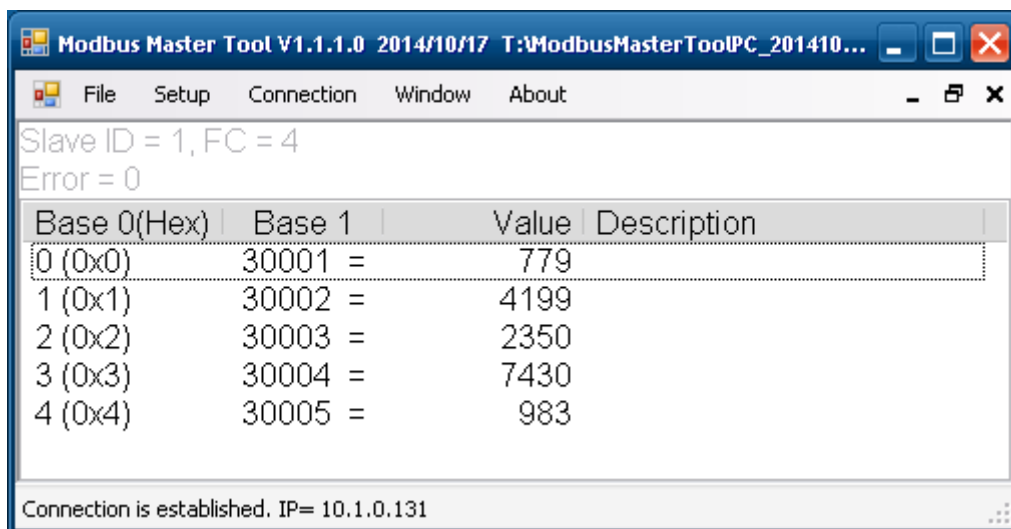 Modbus Master Tool V1.1.1.0 2014/10/17 T:\ModbusMasterToolPC_201410...
File Setup Connection Window About
Slave ID = 1, FC = 4
Error = 0
Base 0(Hex) Base 1 Value Description
0 (0x0) 30001 = 779
1 (0x1) 30002 = 4199
2 (0x2) 30003 = 2350
3 (0x3) 30004 = 7430
4 (0x4) 30005 = 983
Connection is established. IP= 10.1.0.131